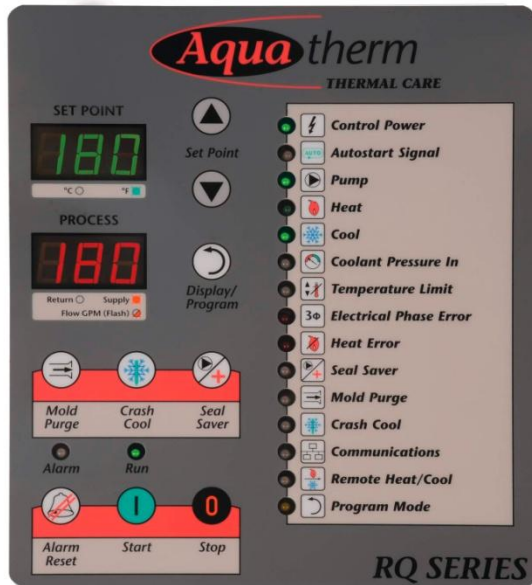 Aqua therm
THERMAL CARE
SET POINT
180
°C °F
PROCESS
180
Return Supply
Flow GPM (Flash)
Set Point
Display/
Program
Control Power
AUTO Autostart Signal
Pump
Heat
Cool
Coolant Pressure In
Temperature Limit
3Φ Electrical Phase Error
Heat Error
Seal Saver
Mold Purge
Crash Cool
Communications
Remote Heat/Cool
Program Mode
Mold
Purge
Crash
Cool
Seal
Saver
Alarm
Run
Alarm
Reset
I
Start
0
Stop
RQ SERIES